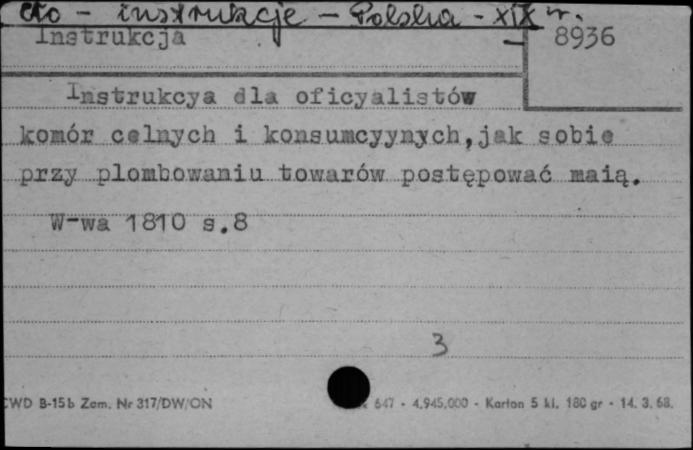 cło - instrukcje - Polska - XIX w.
Instrukcja
8936
Instrukcya dla oficyalistów
komór celnych i konsumcyynych,jak sobie
przy plombowaniu towarów postępować maią.
W-wa 1810 s.8
3
CWD B-15b Zam. Nr 317/DW/ON
647 - 4.945.000 - Karton 5 kl. 180 gr - 14. 3. 68.